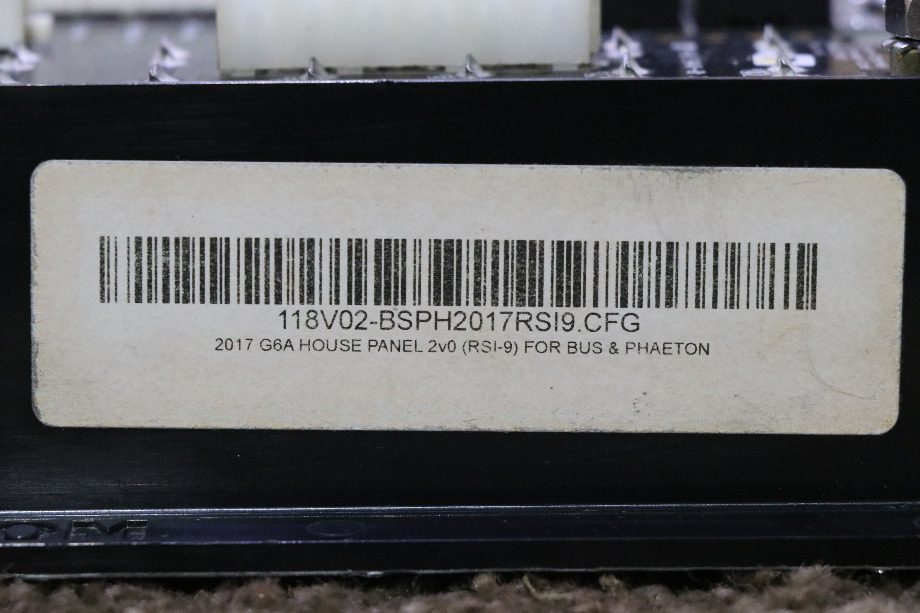 118V02-BSPH2017RSI9.CFG
2017 G6A HOUSE PANEL 2v0 (RSI-9) FOR BUS & PHAETON